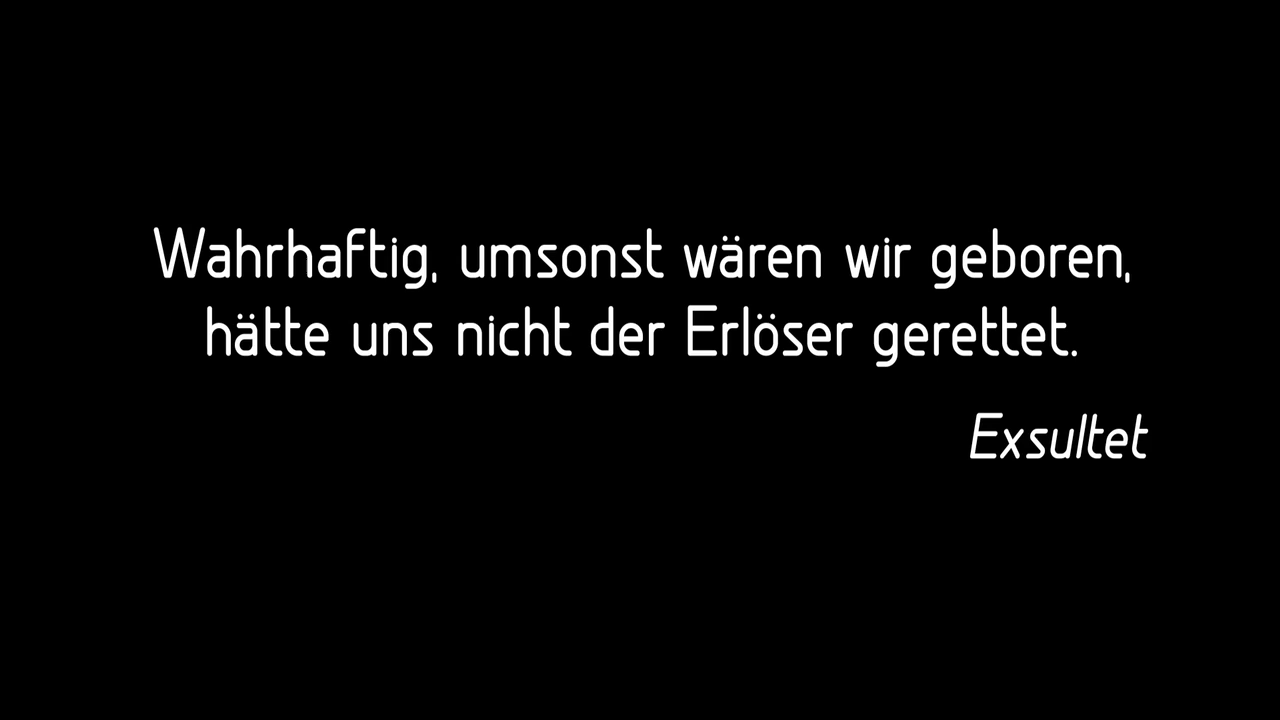 Wahrhaftig, umsonst wären wir geboren,
hätte uns nicht der Erlöser gerettet.
Exsultet